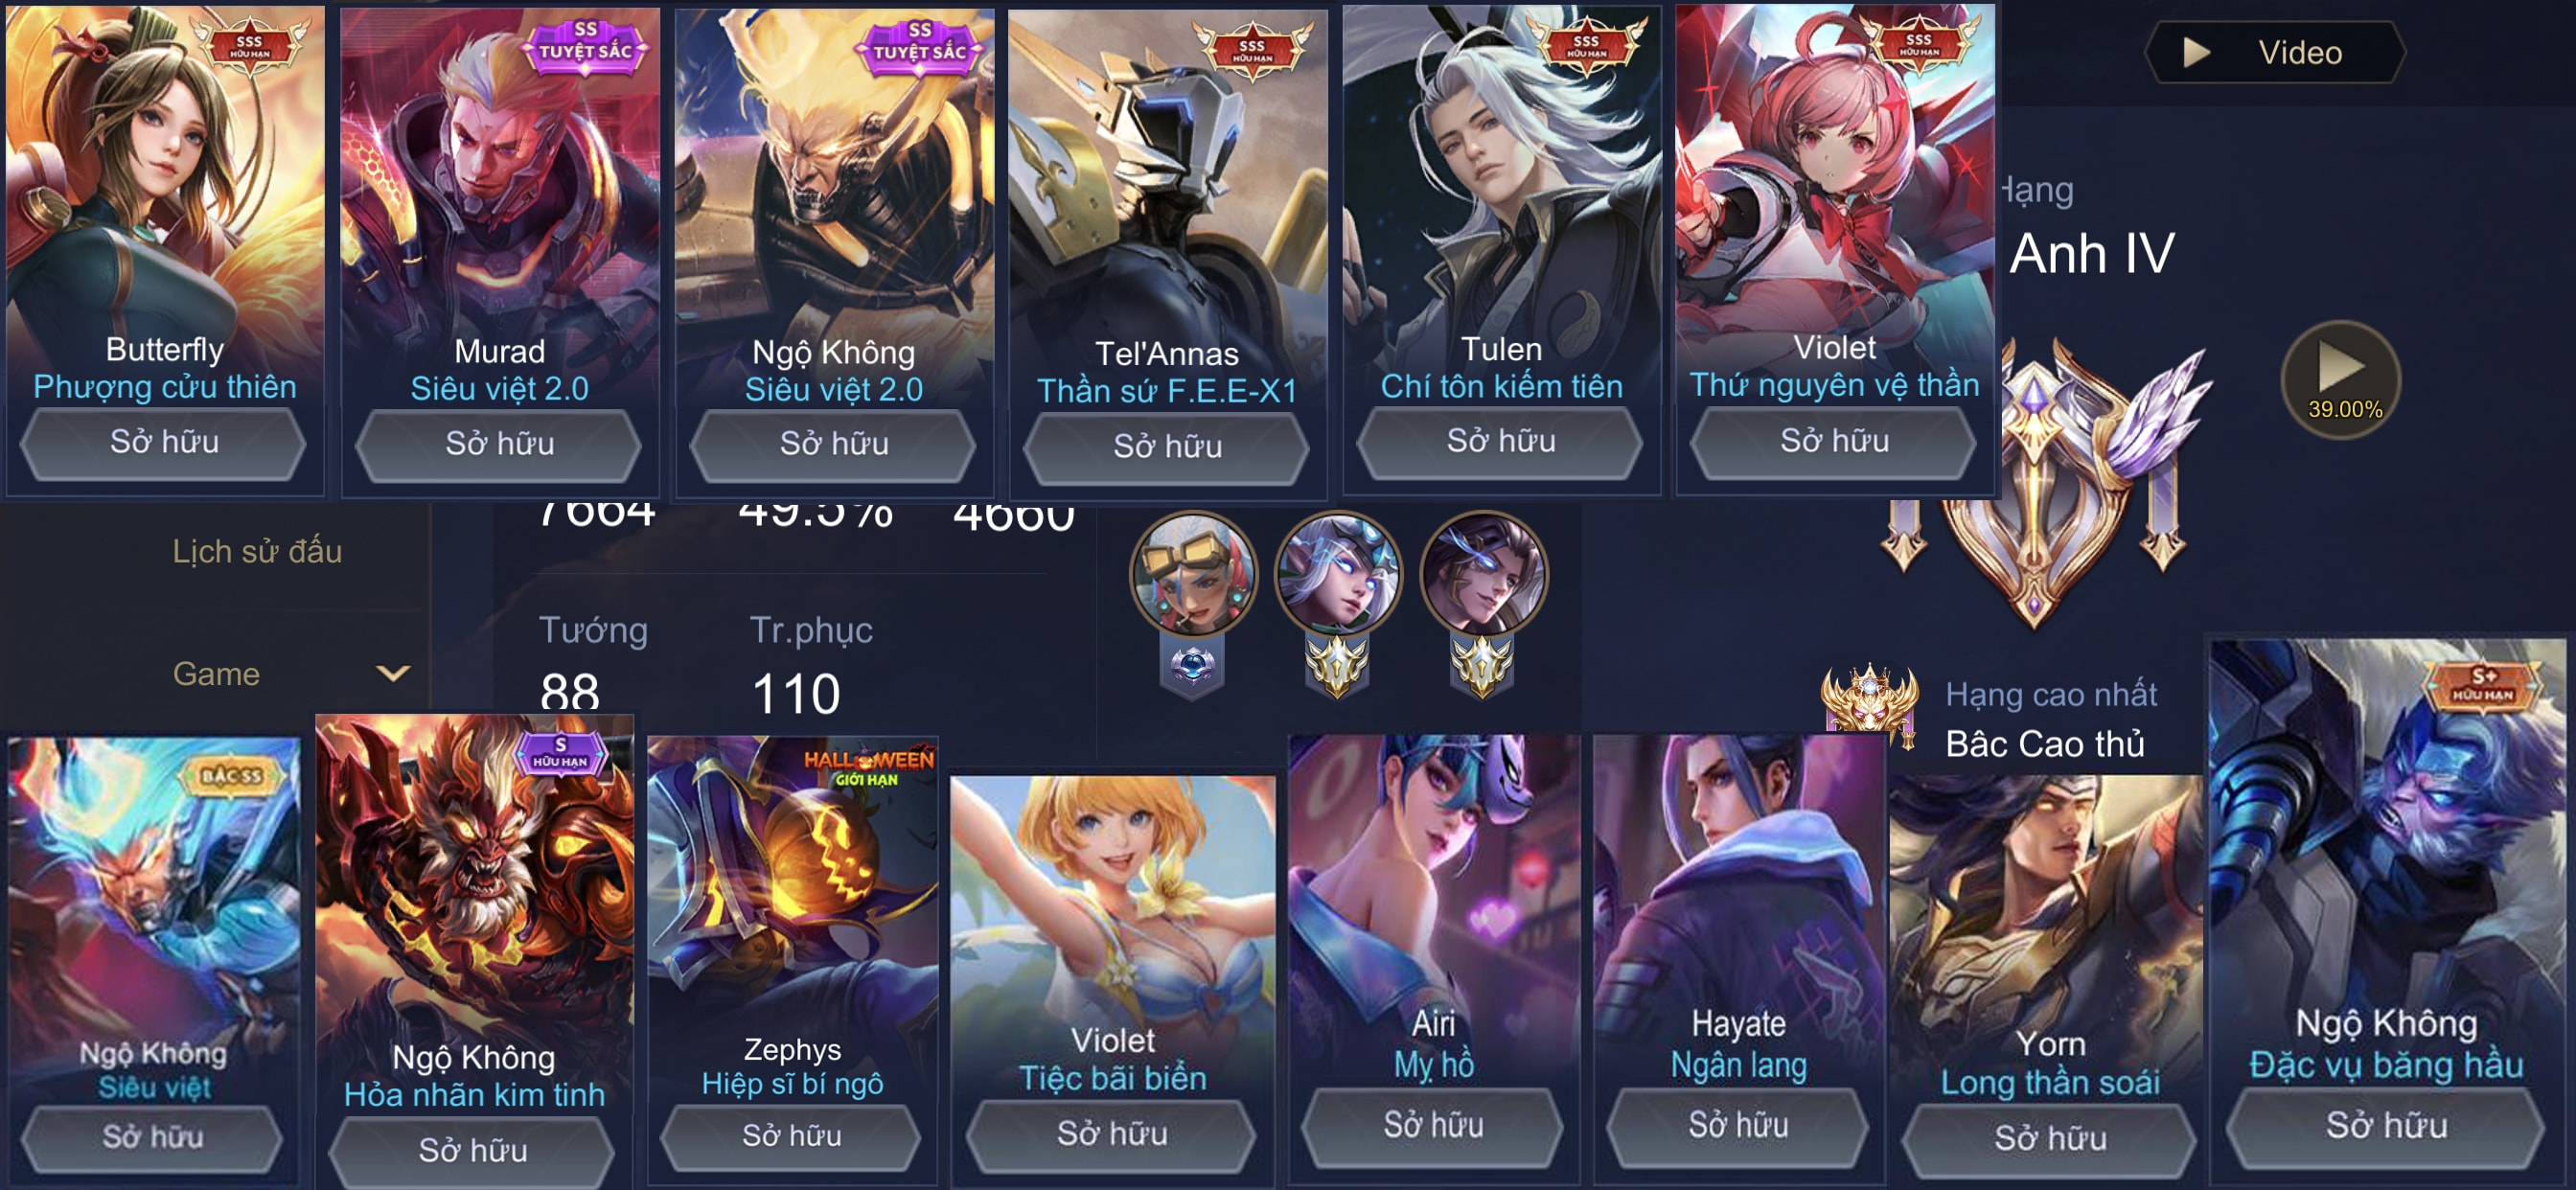 SSS
HỮU HẠN
Butterfly
Phượng cửu thiên
Sở hữu
SS
TUYỆT SẮC
Murad
Siêu việt 2.0
Sở hữu
SS
TUYỆT SẮC
Ngộ Không
Siêu việt 2.0
Sở hữu
SSS
HỮU HẠN
Tel'Annas
Thần sứ F.E.E-X1
Sở hữu
SSS
HỮU HẠN
Tulen
Chí tôn kiếm tiên
Sở hữu
SSS
HỮU HẠN
Violet
Thứ nguyên vệ thần
Sở hữu
Video
Hạng
Anh IV
39.00%
Lịch sử đấu
Game
7664 49.5% 4660
Tướng Tr.phục
88 110
Hạng cao nhất
Bậc Cao thủ
BẬC SS
Ngộ Không
Siêu việt
Sở hữu
S
HỮU HẠN
Ngộ Không
Hỏa nhãn kim tinh
Sở hữu
HALLOWEEN
GIỚI HẠN
Zephys
Hiệp sĩ bí ngô
Sở hữu
Violet
Tiệc bãi biển
Sở hữu
Airi
Mỵ hồ
Sở hữu
Hayate
Ngân lang
Sở hữu
Yorn
Long thần soái
Sở hữu
S+
HỮU HẠN
Ngộ Không
Đặc vụ băng hầu
Sở hữu